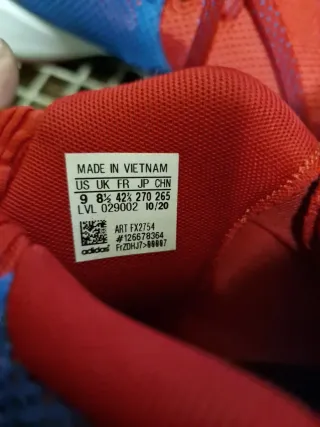 MADE IN VIETNAM
US UK FR JP CHN
9 8½ 42⅔ 270 265
LVL 029002 10/20
ART FX2754
#126678364
adidas